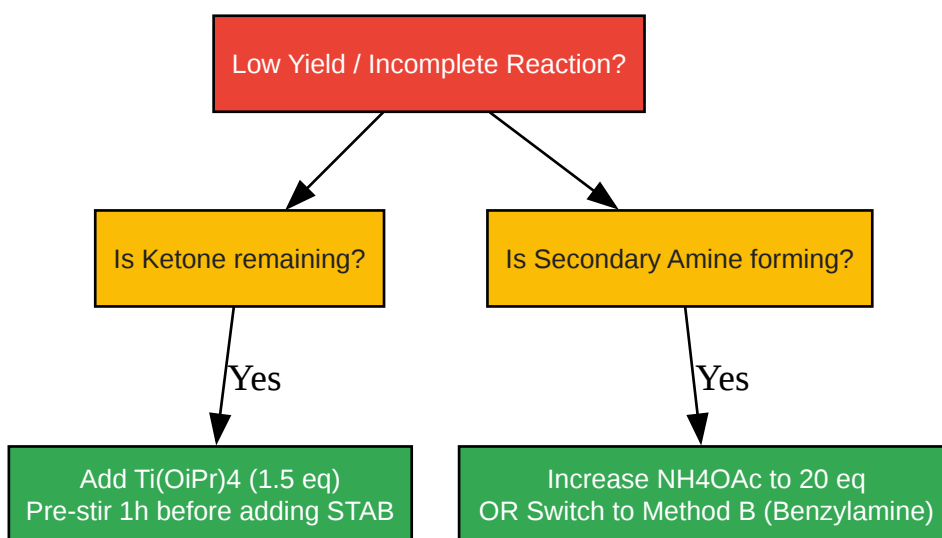 Low Yield / Incomplete Reaction?
Is Ketone remaining?
Is Secondary Amine forming?
Yes
Yes
Add Ti(OiPr)4 (1.5 eq)
Pre-stir 1h before adding STAB
Increase NH4OAc to 20 eq
OR Switch to Method B (Benzylamine)